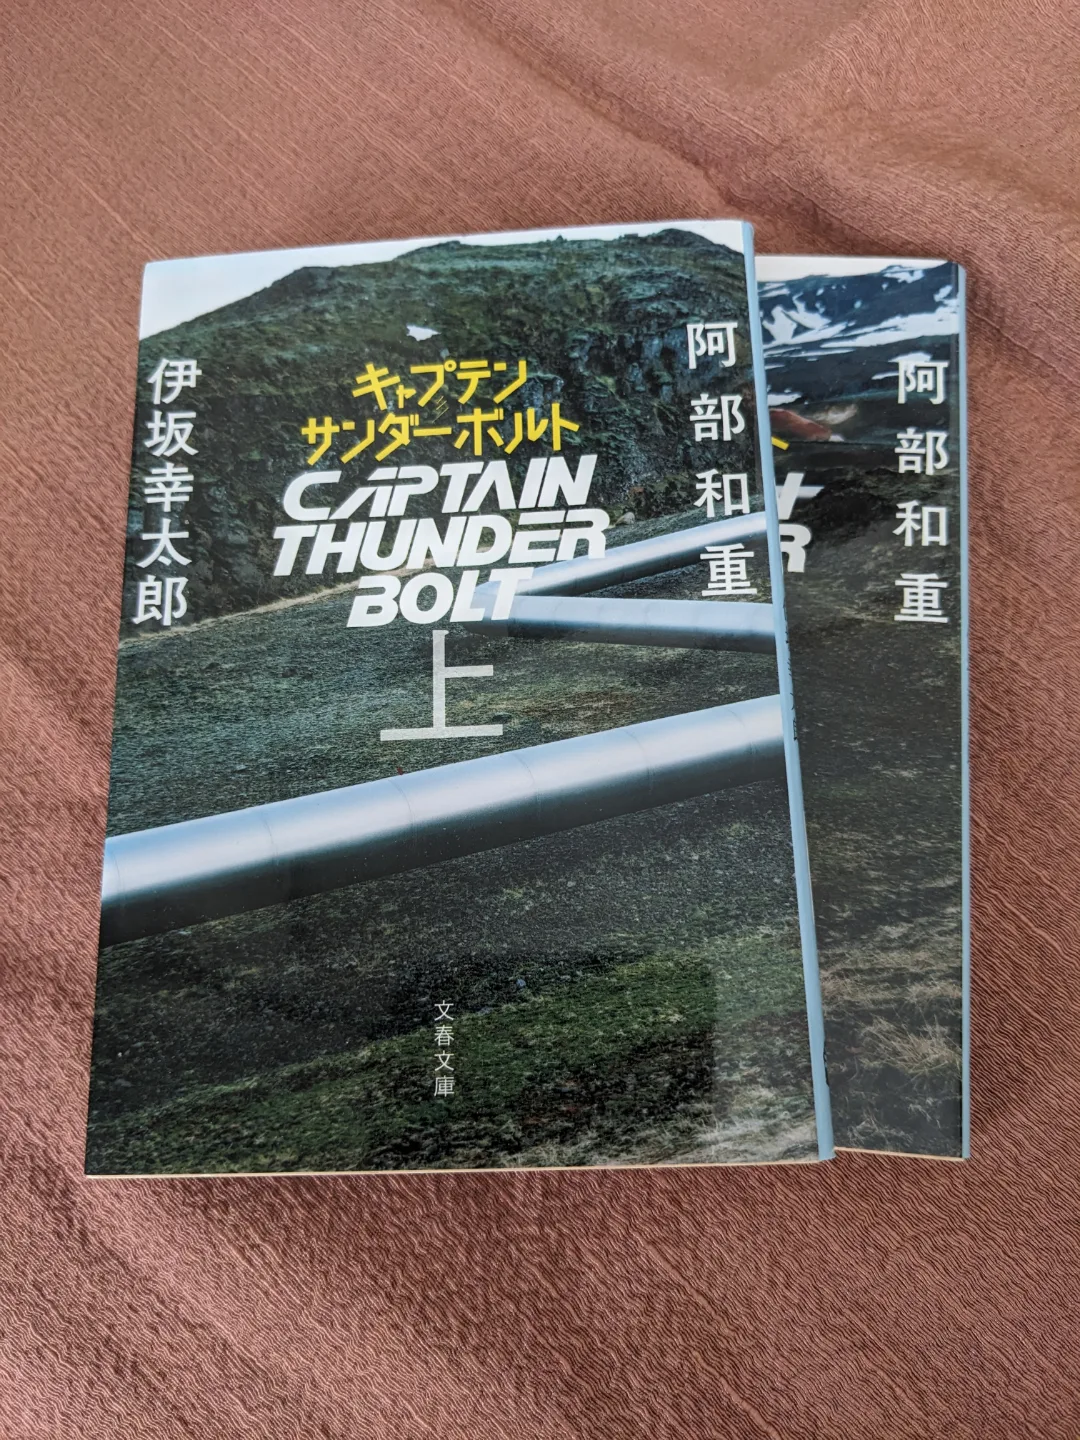 阿部和重
キャプテン
サンダーボルト
CAPTAIN
THUNDER
BOLT
上
伊坂幸太郎
文春文庫
阿部和重
ト
R